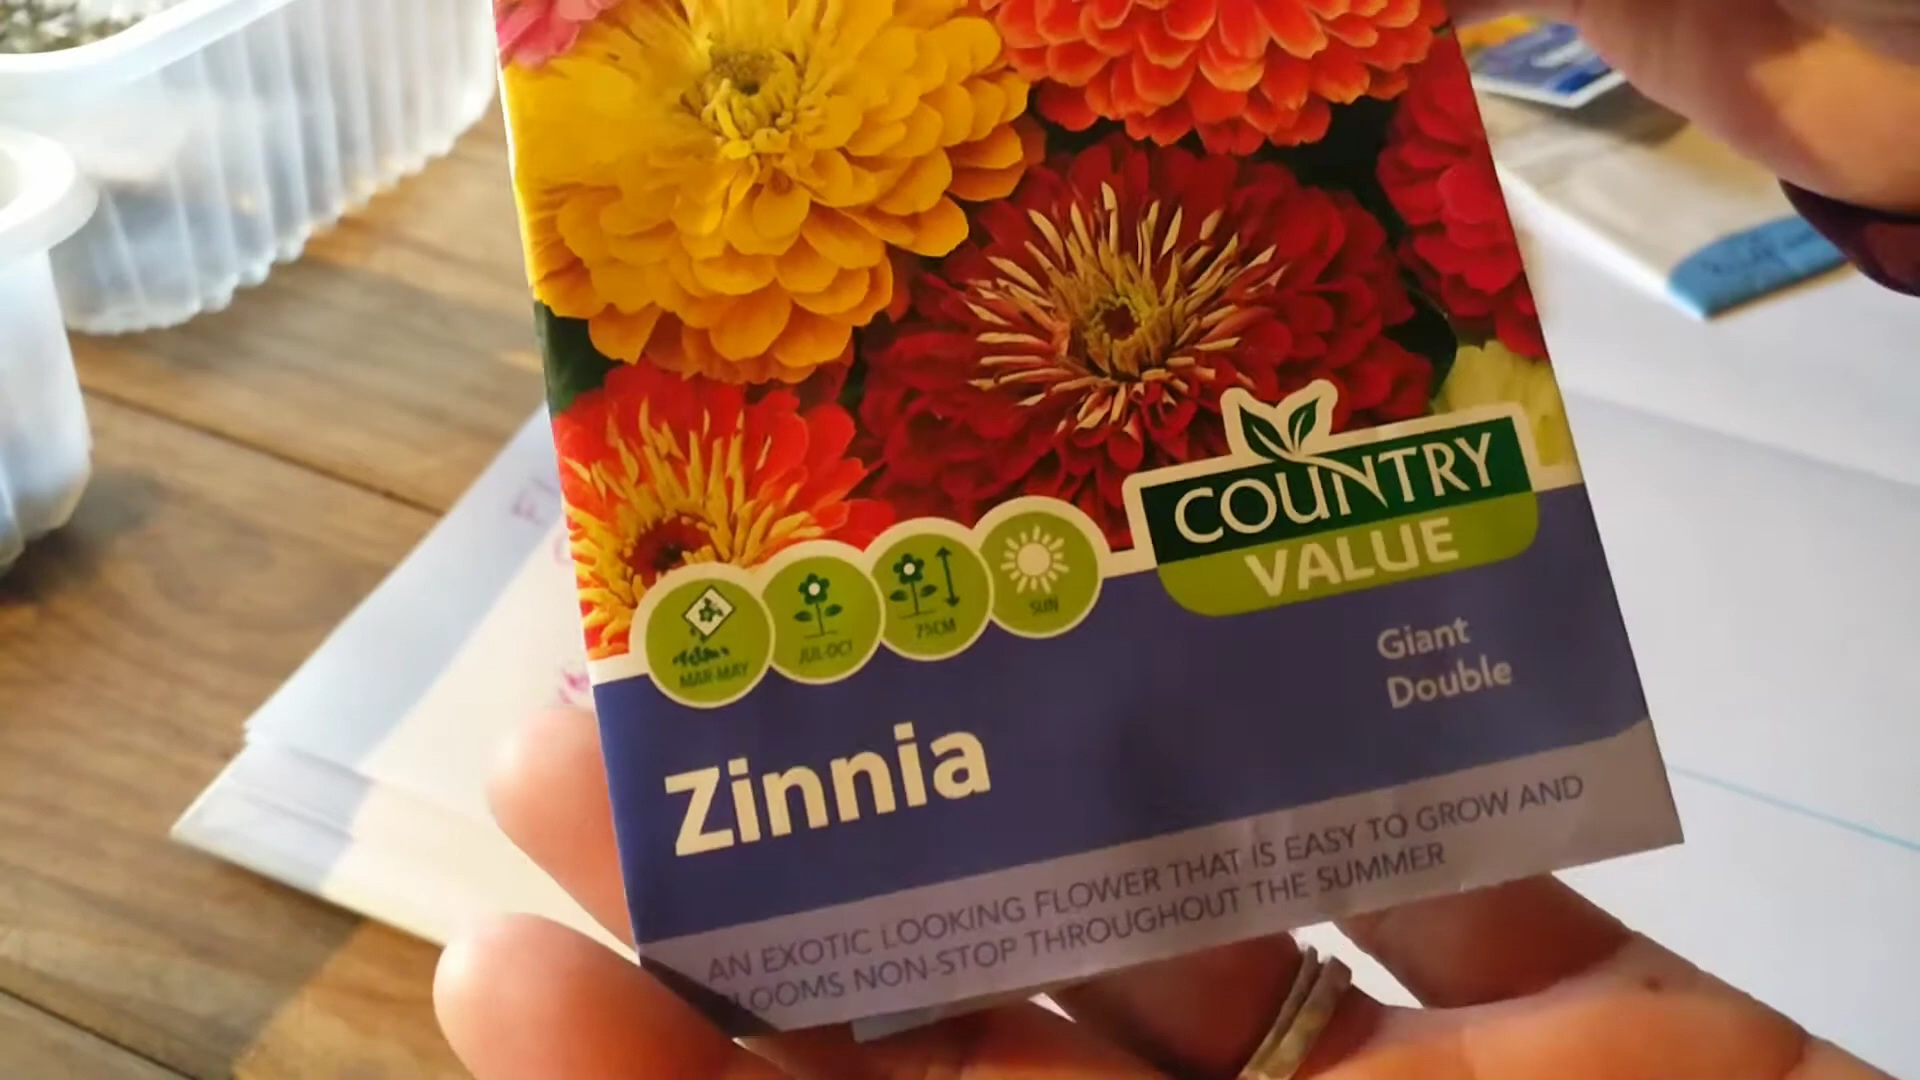 COUNTRY
VALUE
MAR-MAY
JUL-OCT
75CM
SUN
Giant
Double
Zinnia
AN EXOTIC LOOKING FLOWER THAT IS EASY TO GROW AND
BLOOMS NON-STOP THROUGHOUT THE SUMMER